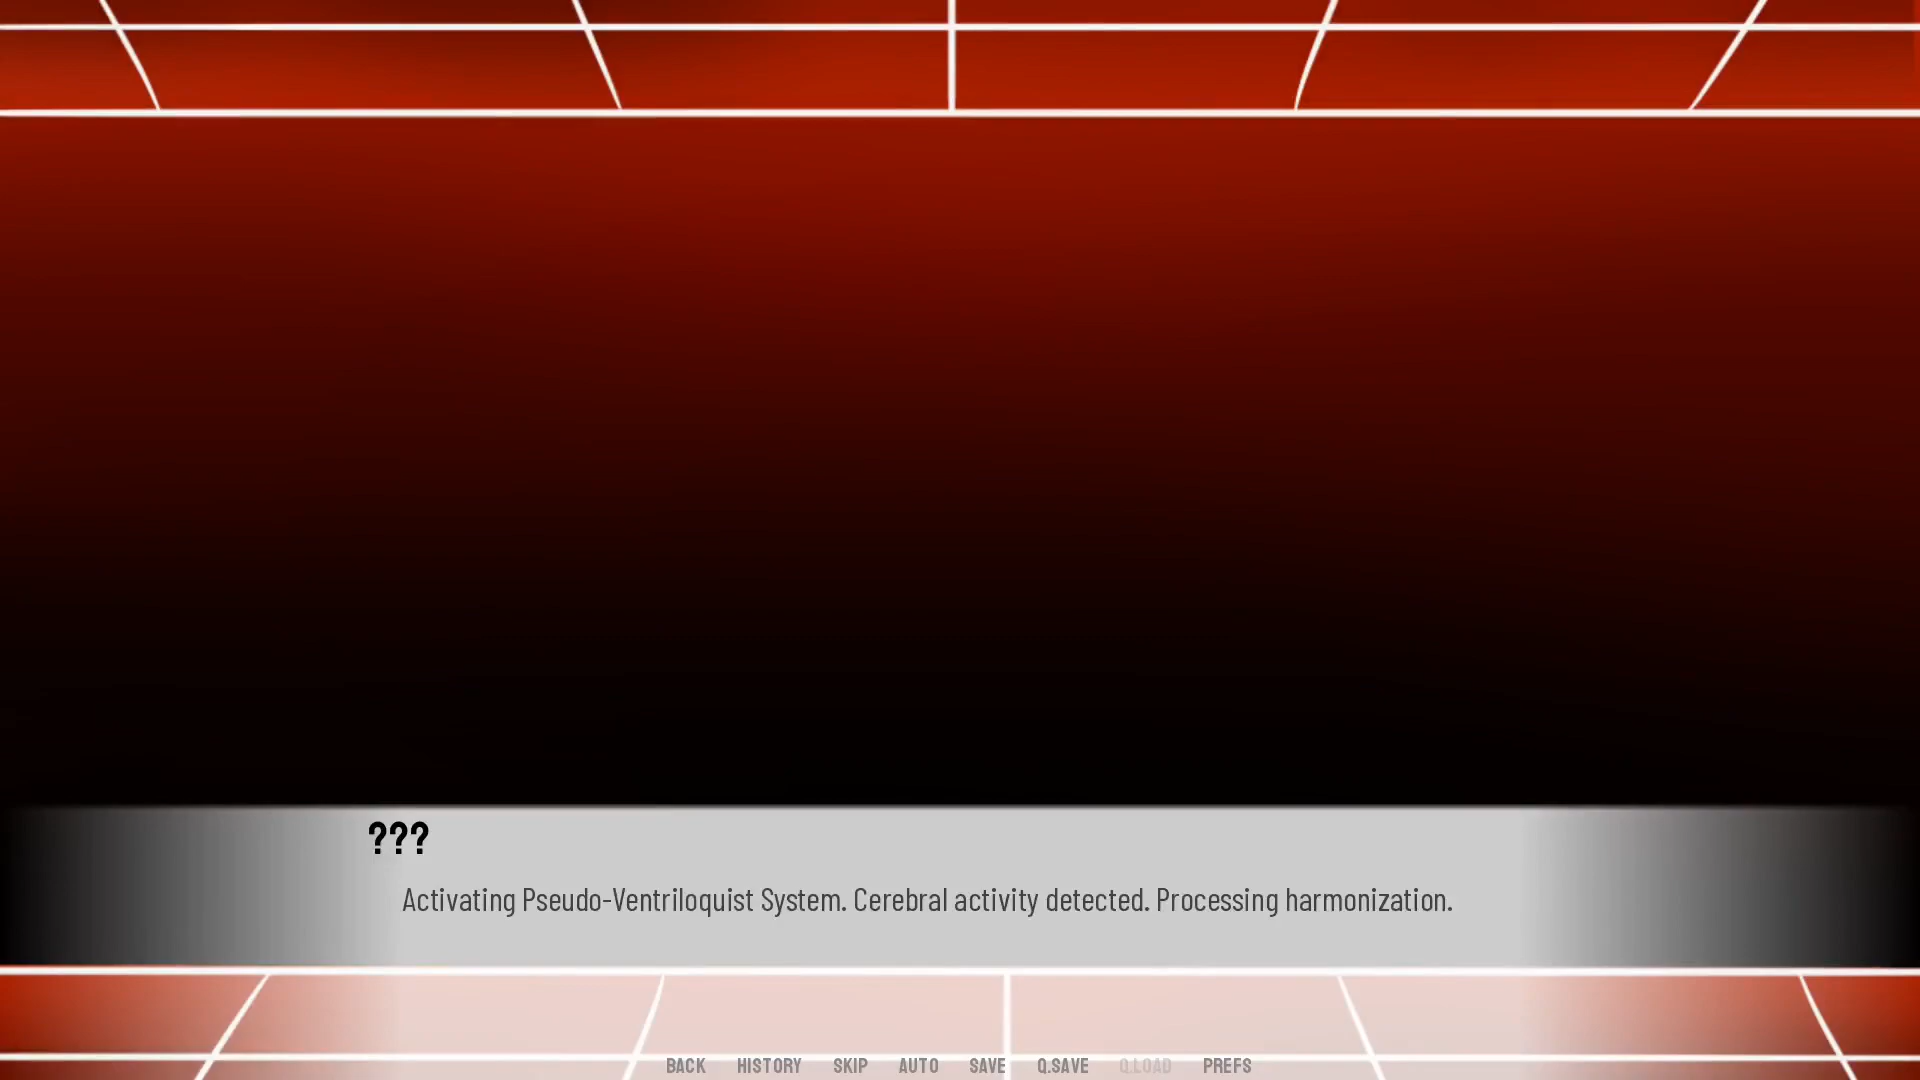 ???
Activating Pseudo-Ventriloquist System. Cerebral activity detected. Processing harmonization.
BACK HISTORY SKIP AUTO SAVE Q.SAVE Q.LOAD PREFS